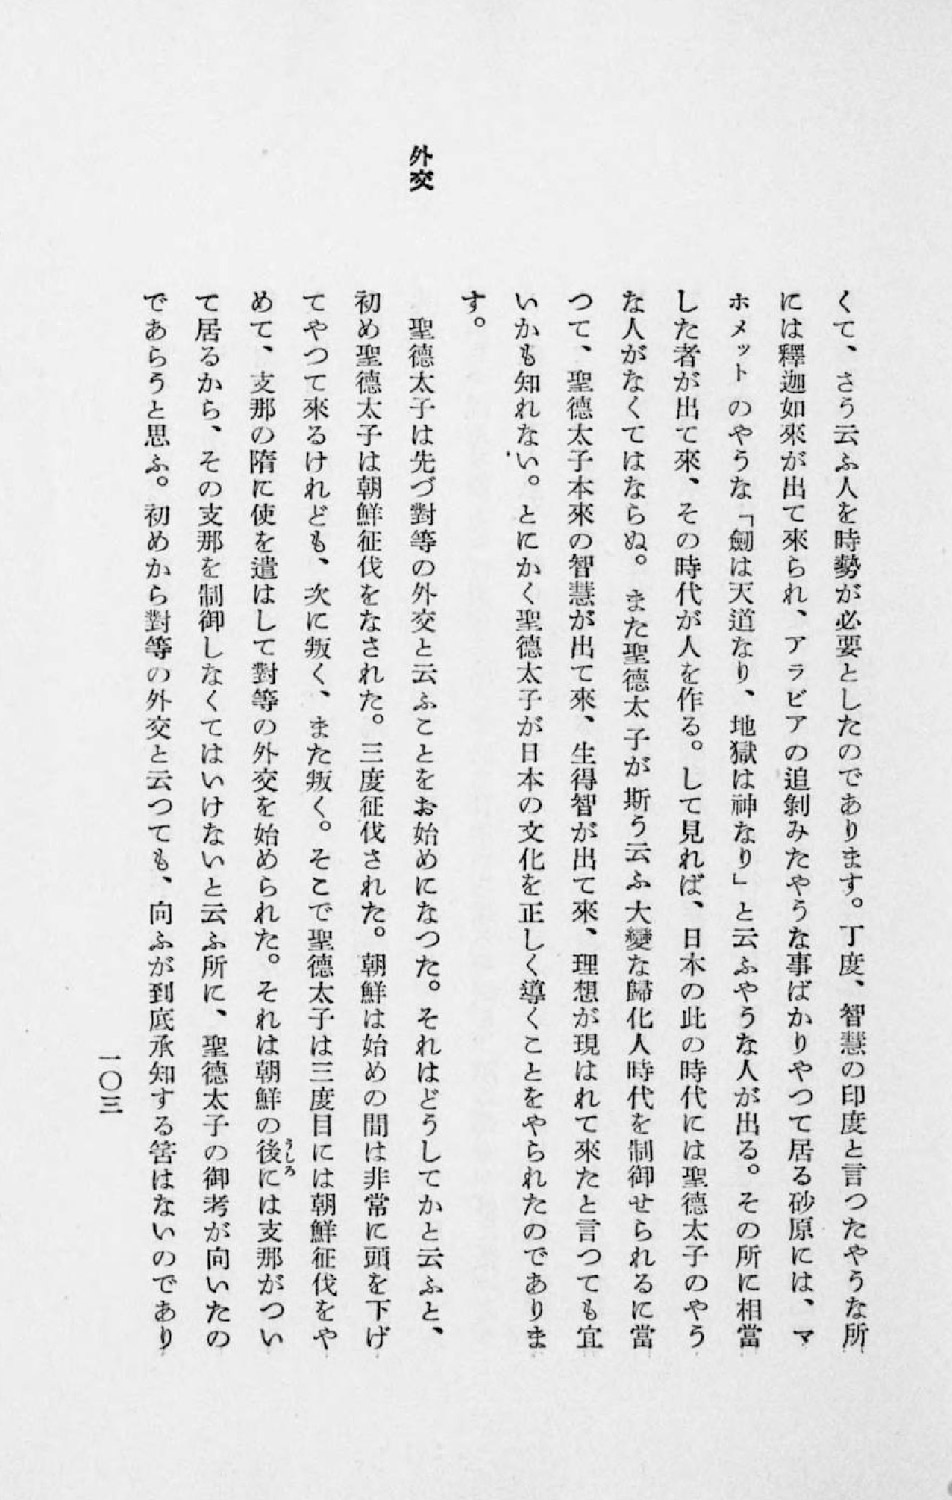 外交
くて、さう云ふ人を時勢が必要としたのであります。丁度、智慧の印度と言つたやうな所
には釋迦如來が出て來られ、アラビアの追剝みたやうな事ばかりやつて居る砂原には、マ
ホメットのやうな「劍は天道なり、地獄は神なり」と云ふやうな人が出る。その所に相當
した者が出て來、その時代が人を作る。して見れば、日本の此の時代には聖德太子のやう
な人がなくてはならぬ。また聖德太子が斯う云ふ大變な歸化人時代を制御せられるに當
つて、聖德太子本來の智慧が出て來、生得智が出て來、理想が現はれて來たと言つても宜
いかも知れない。とにかく聖德太子が日本の文化を正しく導くことをやられたのでありま
す。
聖德太子は先づ對等の外交と云ふことをお始めになつた。それはどうしてかと云ふと、
初め聖德太子は朝鮮征伐をなされた。三度征伐された。朝鮮は始めの間は非常に頭を下げ
てやつて來るけれども、次に叛く、また叛く。そこで聖德太子は三度目には朝鮮征伐をや
めて、支那の隋に使を遣はして對等の外交を始められた。それは朝鮮の後うしろには支那がつい
て居るから、その支那を制御しなくてはいけないと云ふ所に、聖德太子の御考が向いたの
であらうと思ふ。初めから對等の外交と云つても、向ふが到底承知する筈はないのであり
一〇三